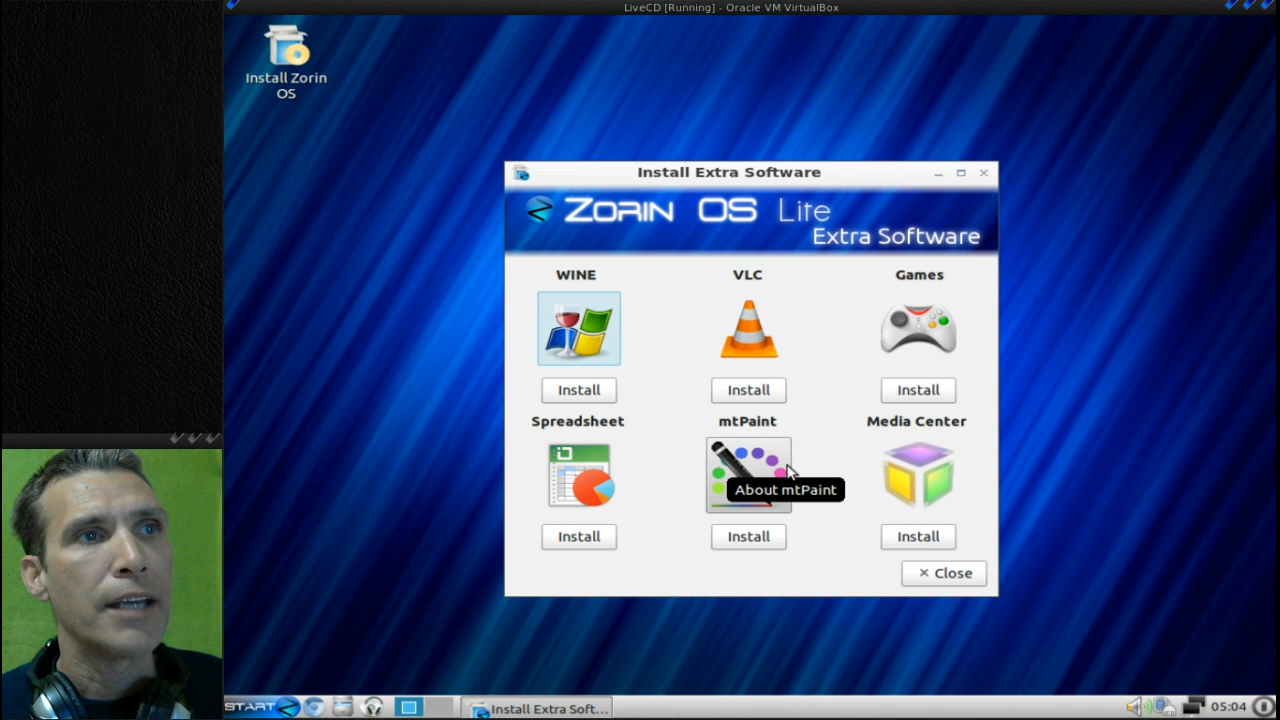 LiveCD [Running] - Oracle VM VirtualBox
Install Zorin
OS
Install Extra Software
ZORIN OS Lite
Extra Software
WINE VLC Games
Install Install Install
Spreadsheet mtPaint Media Center
About mtPaint
Install Install Install
× Close
START Install Extra Soft... 05:04